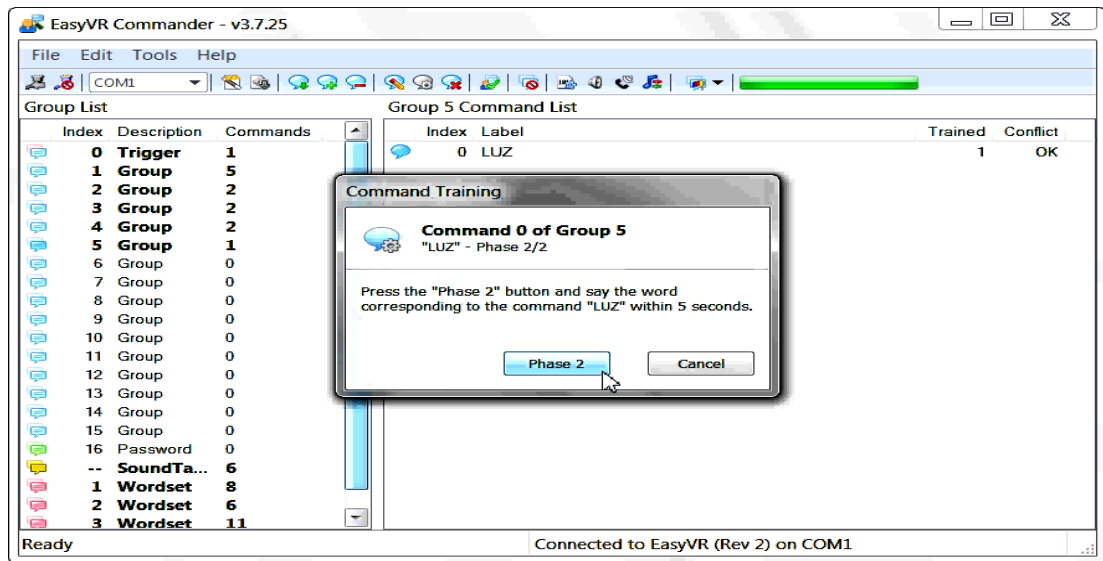 EasyVR Commander - v3.7.25
File Edit Tools Help
COM1
Group List
Index Description Commands
0 Trigger 1
1 Group 5
2 Group 2
3 Group 2
4 Group 2
5 Group 1
6 Group 0
7 Group 0
8 Group 0
9 Group 0
10 Group 0
11 Group 0
12 Group 0
13 Group 0
14 Group 0
15 Group 0
16 Password 0
-- SoundTa... 6
1 Wordset 8
2 Wordset 6
3 Wordset 11
Group 5 Command List
Index Label Trained Conflict
0 LUZ 1 OK
Command Training
Command 0 of Group 5
"LUZ" - Phase 2/2
Press the "Phase 2" button and say the word
corresponding to the command "LUZ" within 5 seconds.
Phase 2 Cancel
Ready Connected to EasyVR (Rev 2) on COM1